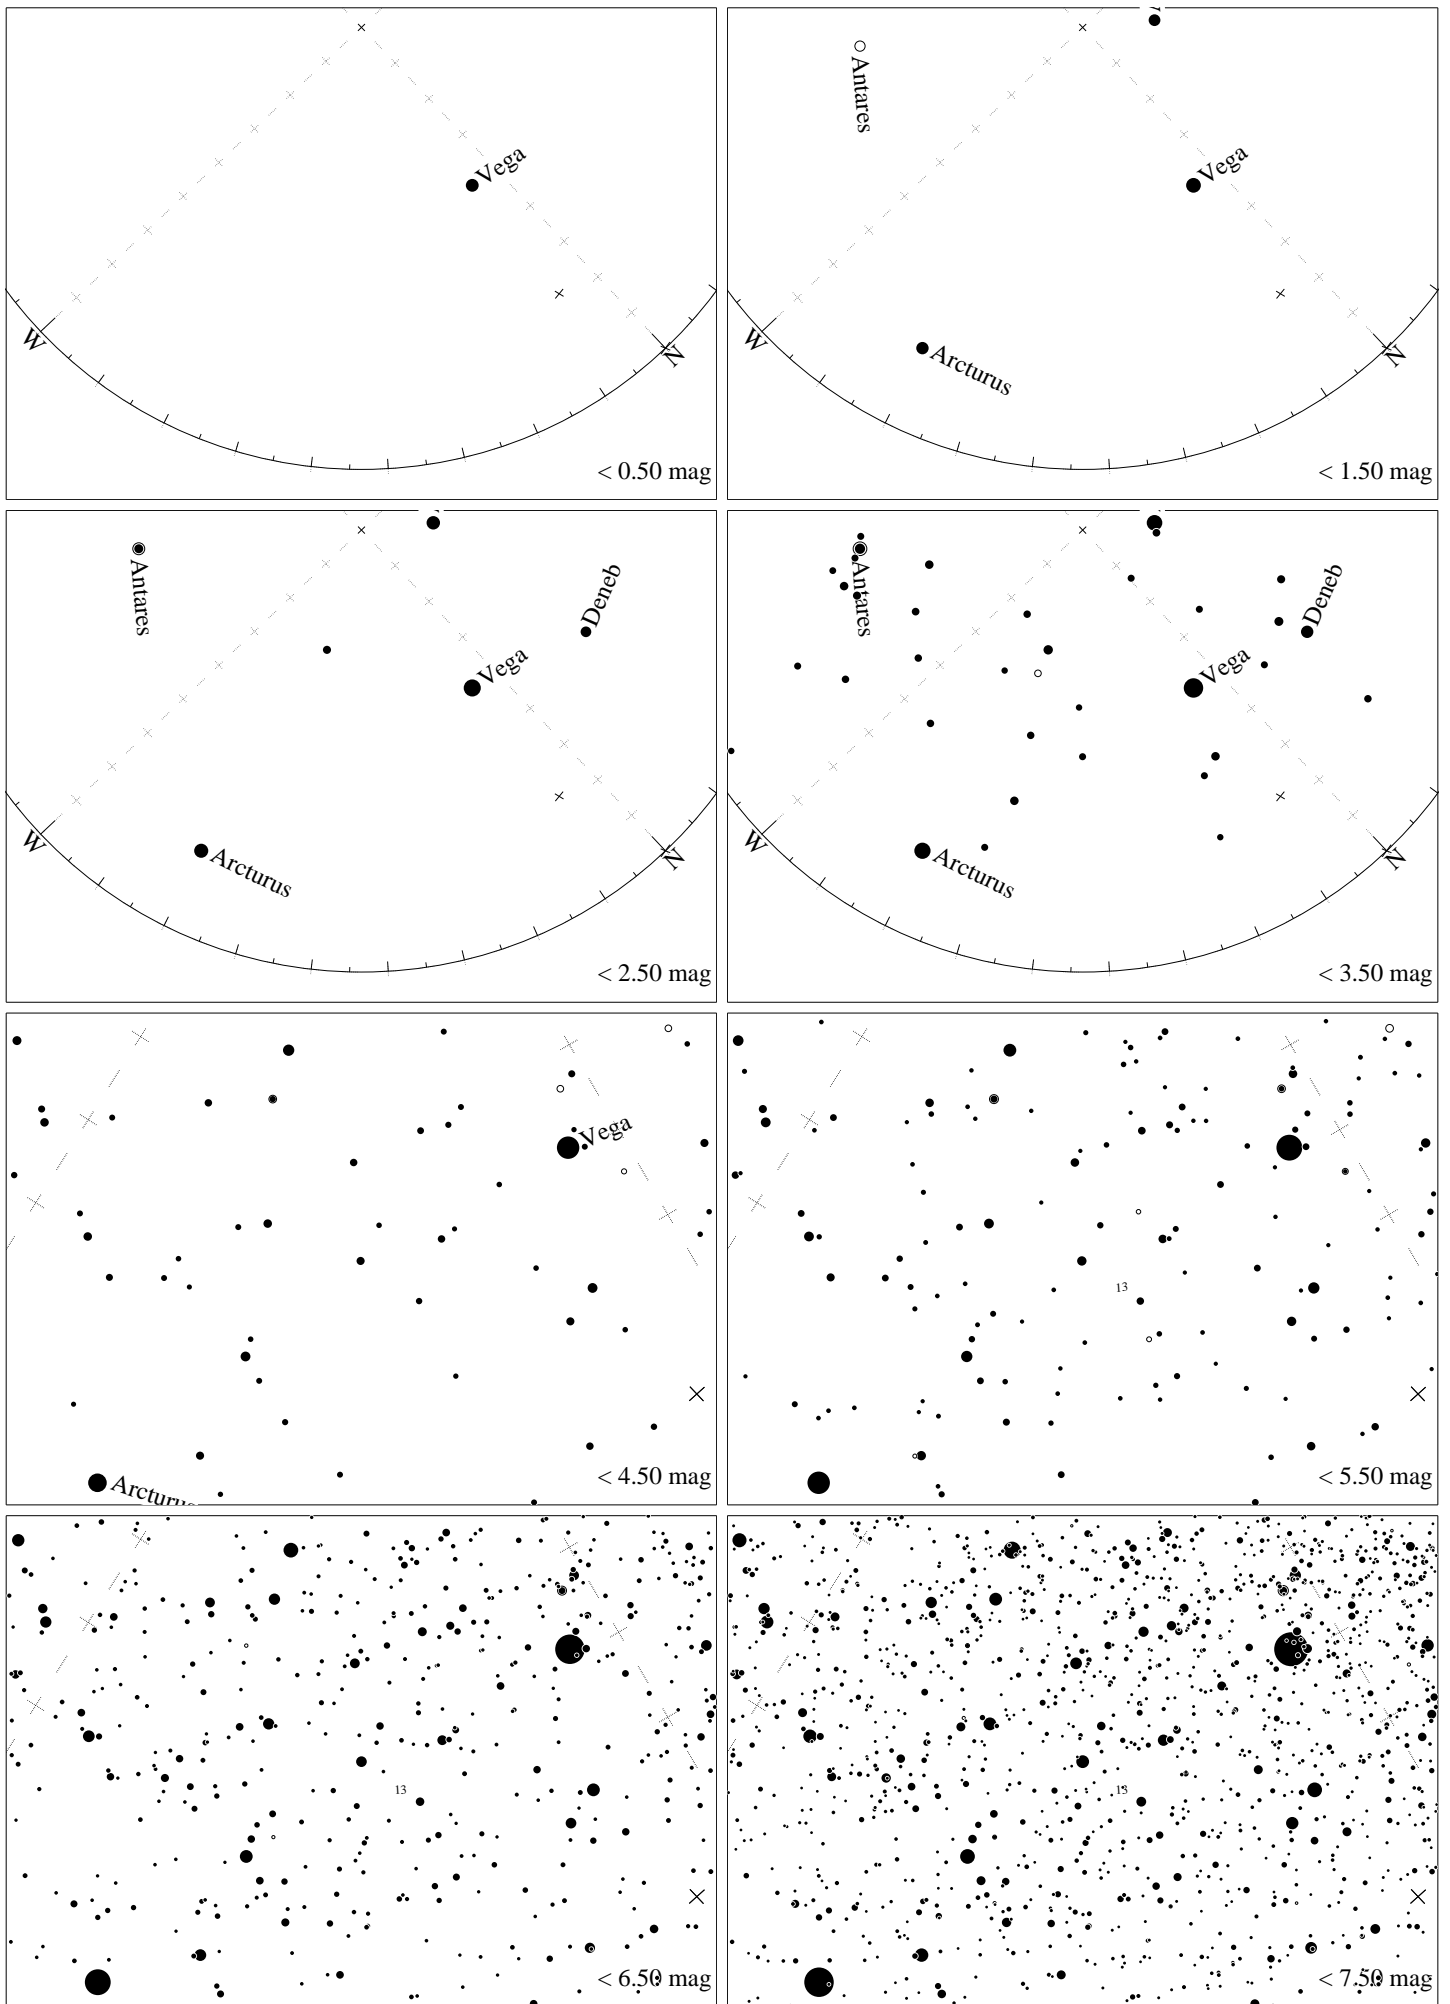 Vega
W
N
< 0.50 mag
Antares
Vega
Arcturus
W
N
< 1.50 mag
Antares
Deneb
Vega
Arcturus
W
N
< 2.50 mag
Antares
Deneb
Vega
Arcturus
W
N
< 3.50 mag
Vega
Arcturus
< 4.50 mag
13
< 5.50 mag
13
< 6.50 mag
13
< 7.50 mag